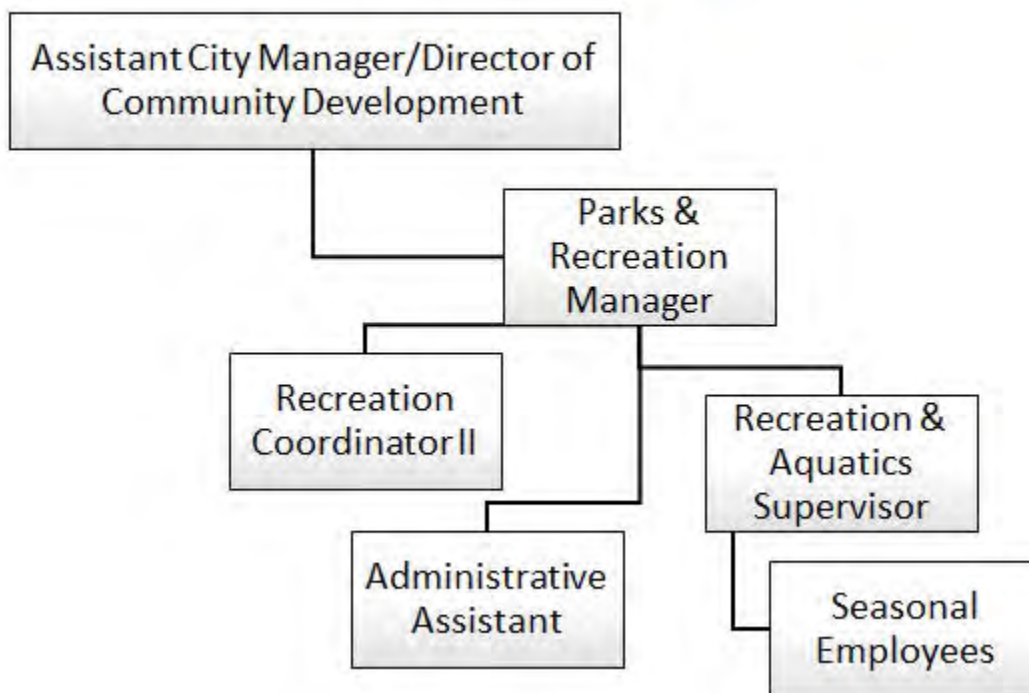 Assistant City Manager/Director of
Community Development
Parks &
Recreation
Manager
Recreation
Coordinator II
Recreation &
Aquatics
Supervisor
Administrative
Assistant
Seasonal
Employees